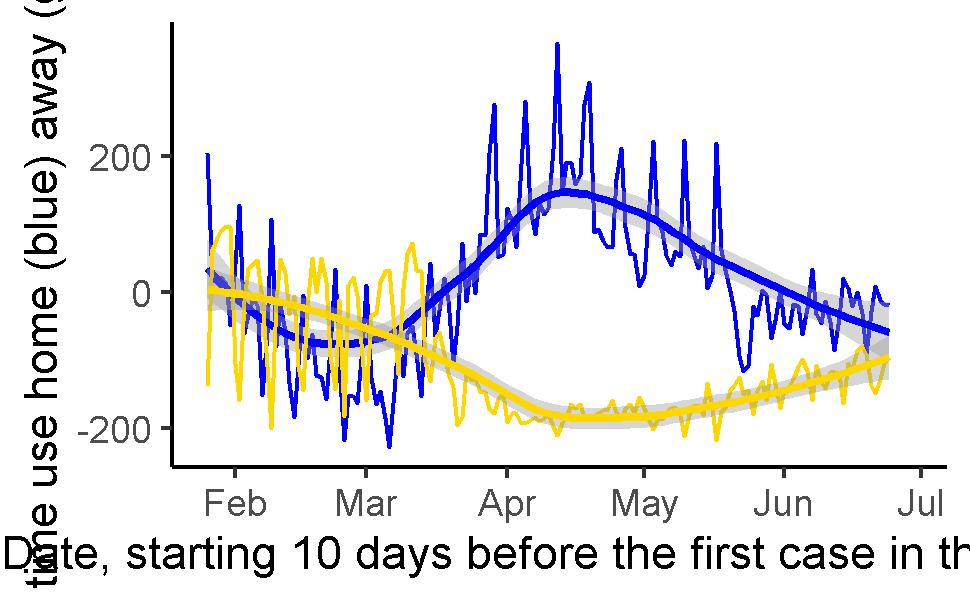 time use home (blue) away (
200
0
-200
Feb Mar Apr May Jun Jul
Date, starting 10 days before the first case in th